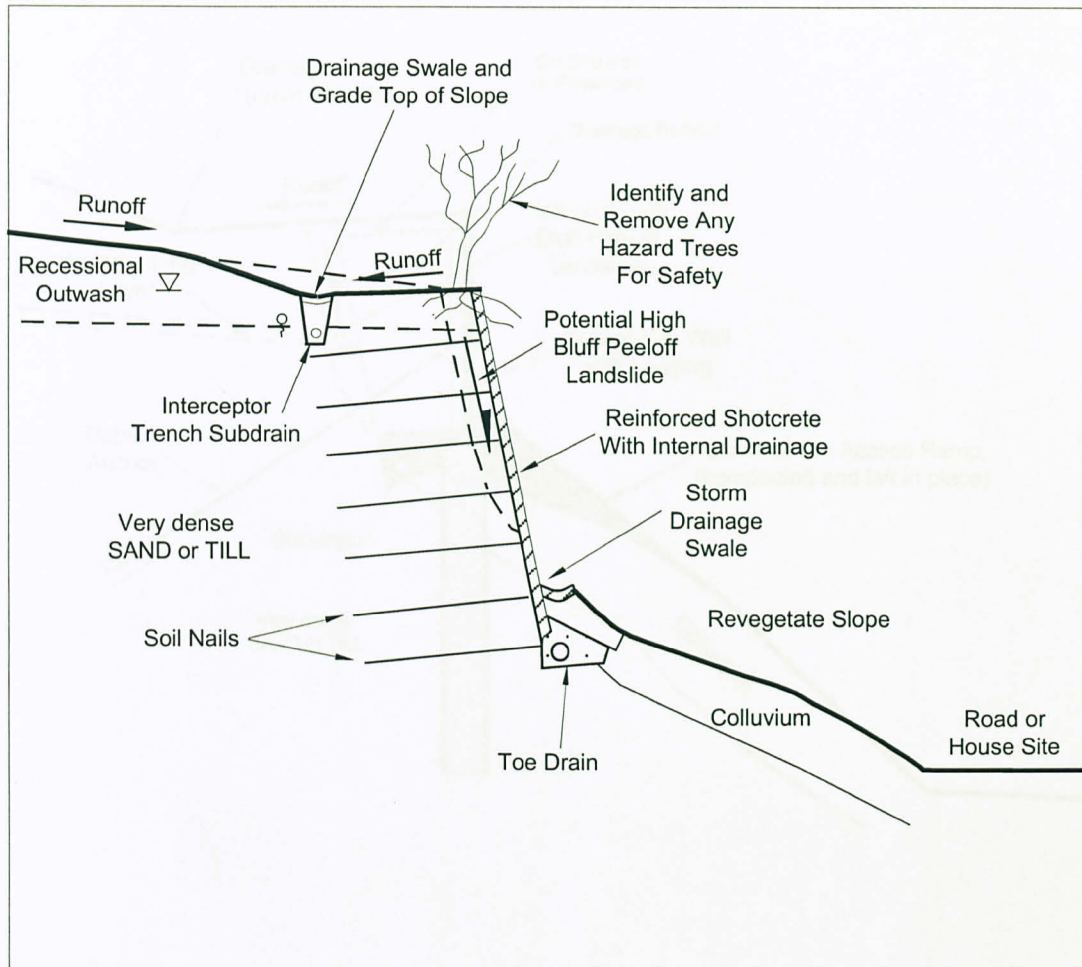 Drainage Swale and
Grade Top of Slope
Runoff
Identify and
Remove Any
Hazard Trees
For Safety
Recessional
Outwash
Runoff
Potential High
Bluff Peeloff
Landslide
Interceptor
Trench Subdrain
Reinforced Shotcrete
With Internal Drainage
Very dense
SAND or TILL
Storm
Drainage
Swale
Soil Nails
Revegetate Slope
Colluvium
Road or
House Site
Toe Drain